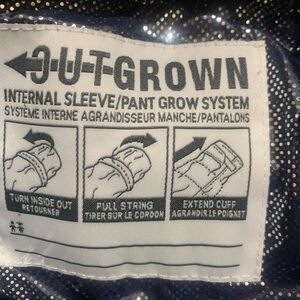 OUTGROWN
INTERNAL SLEEVE/PANT GROW SYSTEM
SYSTÈME INTERNE AGRANDISSEUR MANCHE/PANTALONS
TURN INSIDE OUT
RETOURNER
PULL STRING
TIRER SUR LE CORDON
EXTEND CUFF
AGRANDIR LE POIGNET